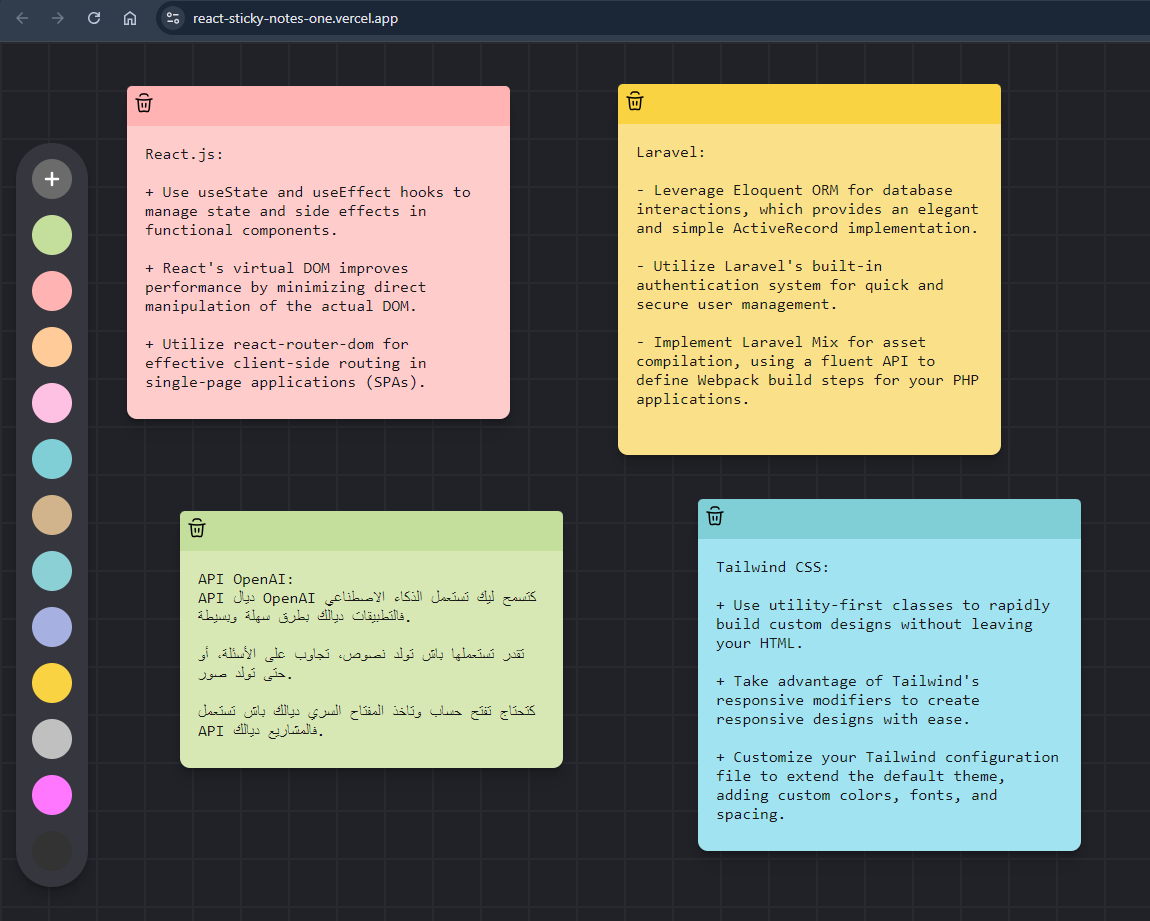 react-sticky-notes-one.vercel.app
React.js:
+ Use useState and useEffect hooks to
manage state and side effects in
functional components.
+ React's virtual DOM improves
performance by minimizing direct
manipulation of the actual DOM.
+ Utilize react-router-dom for
effective client-side routing in
single-page applications (SPAs).
Laravel:
- Leverage Eloquent ORM for database
interactions, which provides an elegant
and simple ActiveRecord implementation.
- Utilize Laravel's built-in
authentication system for quick and
secure user management.
- Implement Laravel Mix for asset
compilation, using a fluent API to
define Webpack build steps for your PHP
applications.
API OpenAI:
API ديال OpenAI كتسمح ليك تستعمل الذكاء الاصطناعي
فالتطبيقات ديالك بطرق سهلة وبسيطة.
تقدر تستعملها باش تولد نصوص، تجاوب على الأسئلة، أو
حتى تولد صور.
كتحتاج تفتح حساب وتاخذ المفتاح السري ديالك باش تستعمل
API فالمشاريع ديالك.
Tailwind CSS:
+ Use utility-first classes to rapidly
build custom designs without leaving
your HTML.
+ Take advantage of Tailwind's
responsive modifiers to create
responsive designs with ease.
+ Customize your Tailwind configuration
file to extend the default theme,
adding custom colors, fonts, and
spacing.